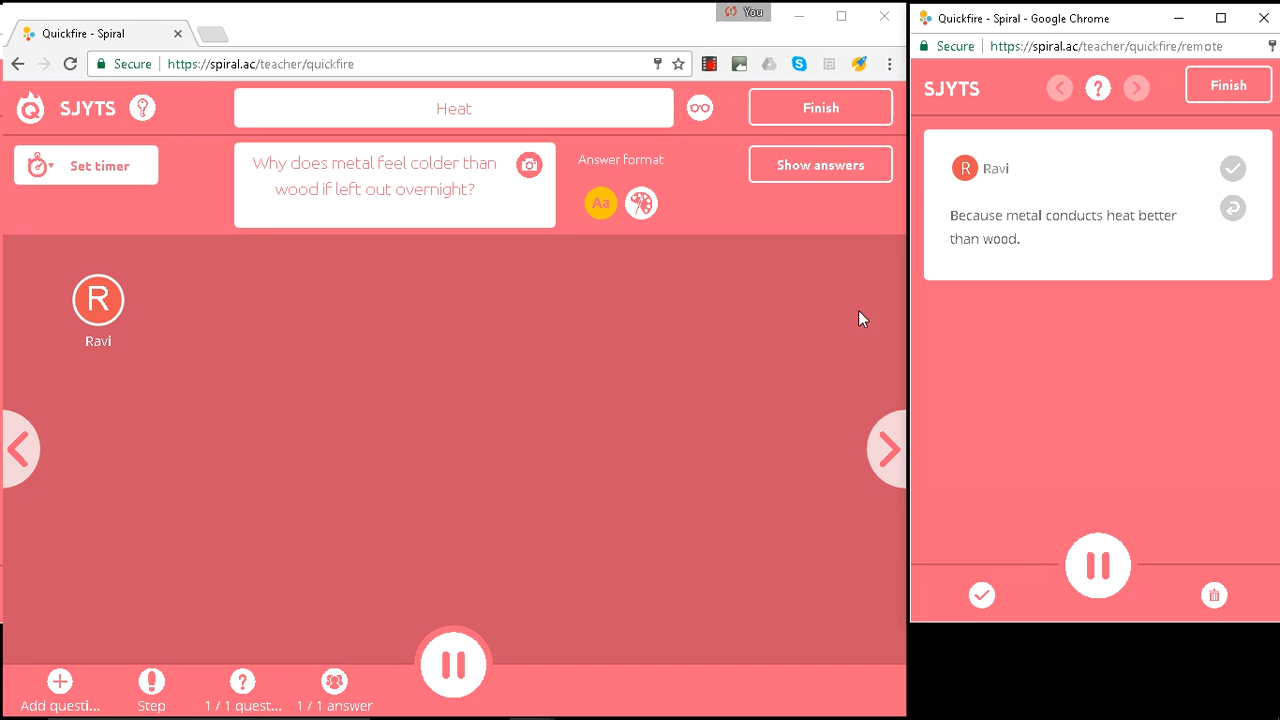 You
Quickfire - Spiral
Secure
https://spiral.ac/teacher/quickfire
SJYTS
Heat
Finish
Set timer
Why does metal feel colder than
wood if left out overnight?
Answer format
Aa
Show answers
R
Ravi
Add questi...
Step
1 / 1 quest...
1 / 1 answer
Quickfire - Spiral - Google Chrome
Secure
https://spiral.ac/teacher/quickfire/remote
SJYTS
?
Finish
R
Ravi
Because metal conducts heat better
than wood.